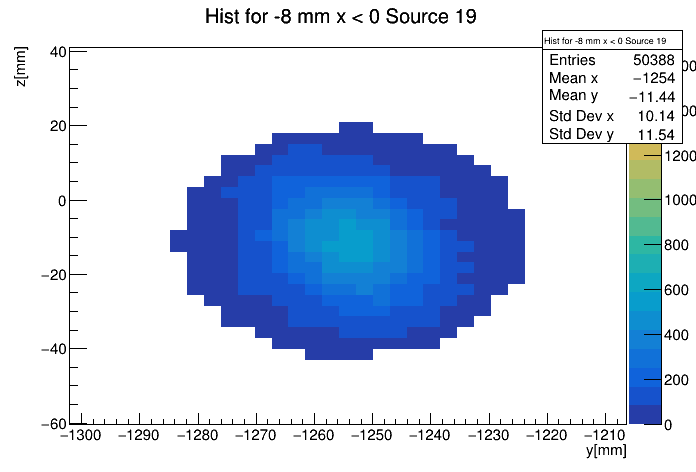 Hist for -8 mm x < 0 Source 19
z[mm]
40
20
0
−20
−40
−60
−1300 −1290 −1280 −1270 −1260 −1250 −1240 −1230 −1220 −1210
y[mm]
Hist for -8 mm x < 0 Source 19
Entries 50388
Mean x −1254
Mean y −11.44
Std Dev x 10.14
Std Dev y 11.54
1200
1000
800
600
400
200
0